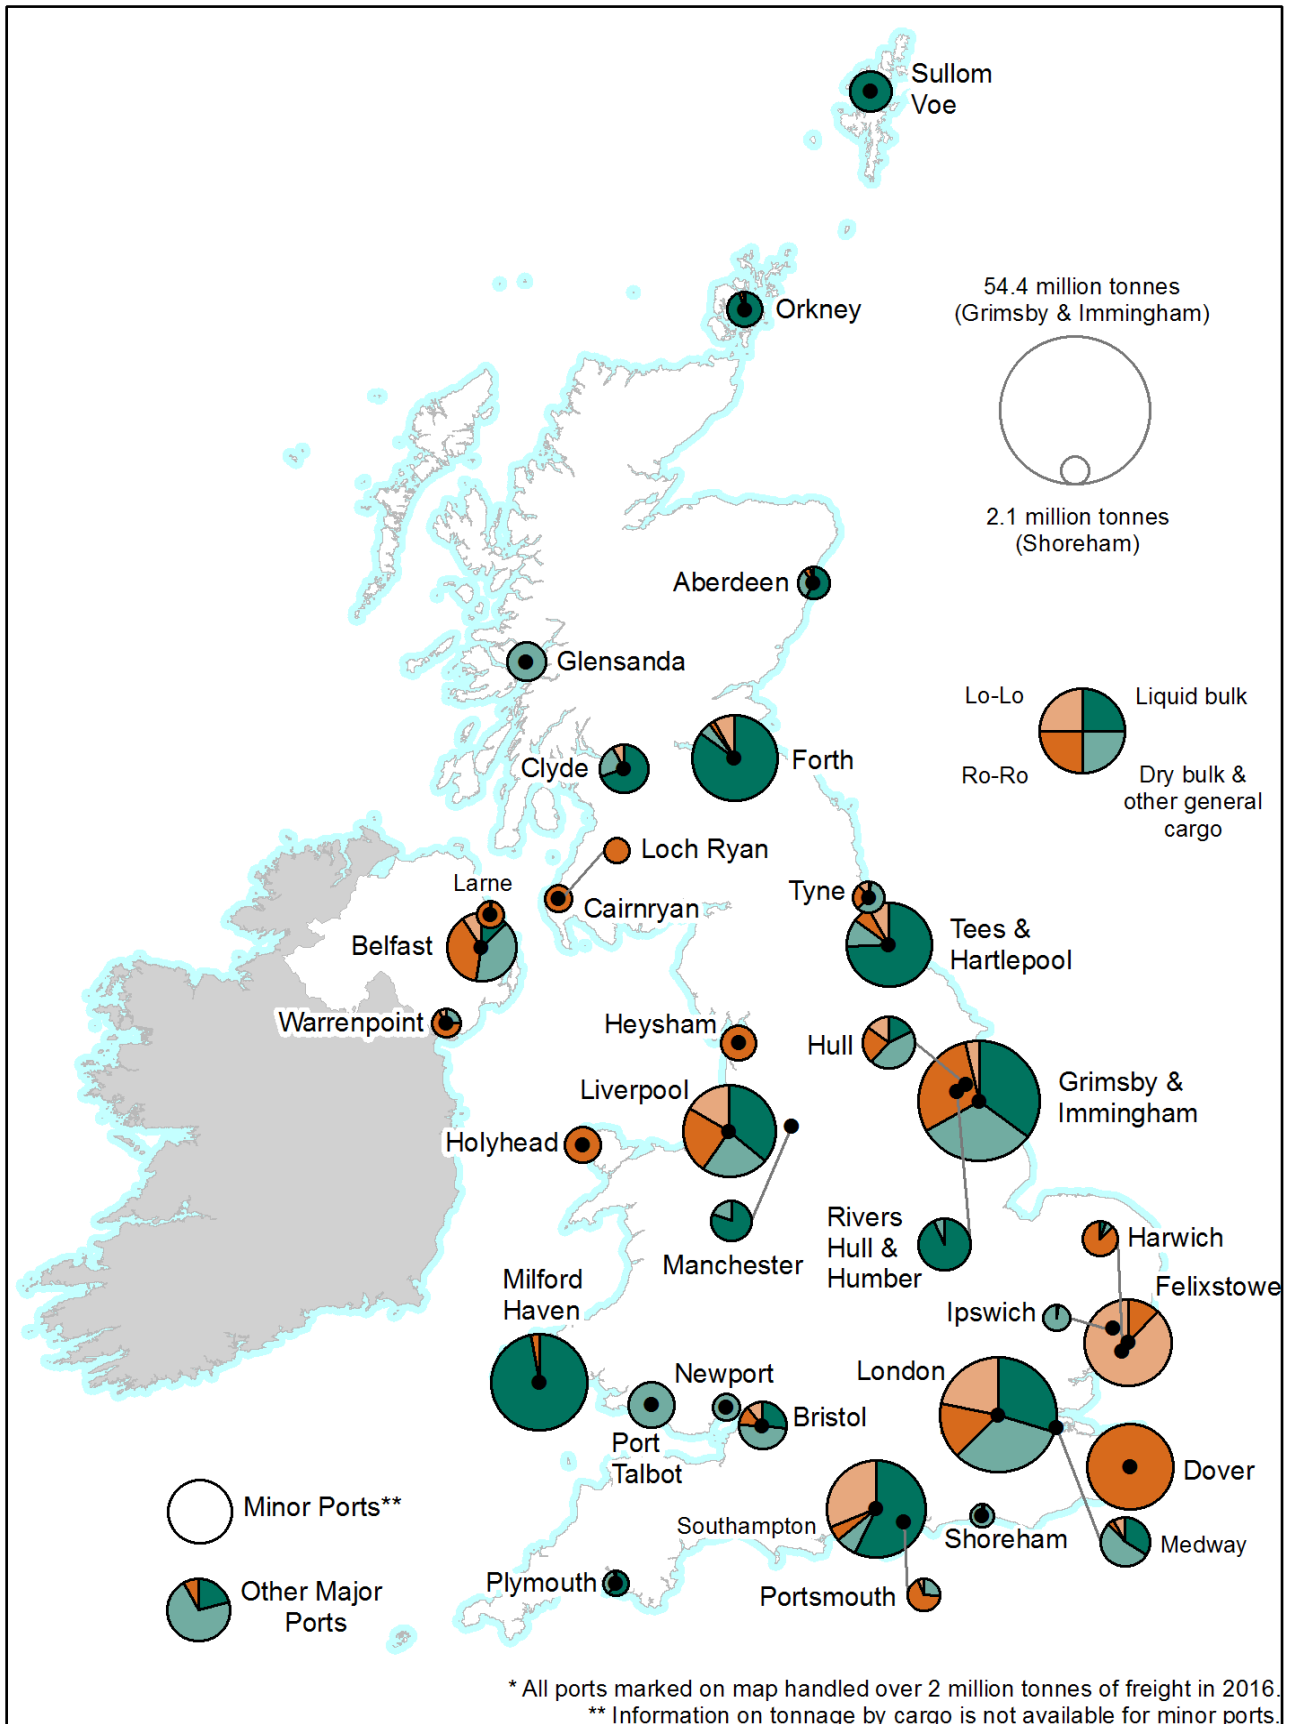 Sullom
Voe
Orkney
54.4 million tonnes
(Grimsby & Immingham)
2.1 million tonnes
(Shoreham)
Aberdeen
Glensanda
Lo-Lo
Liquid bulk
Ro-Ro
Dry bulk &
other general
cargo
Clyde
Forth
Loch Ryan
Cairnryan
Larne
Belfast
Tyne
Tees &
Hartlepool
Warrenpoint
Heysham
Hull
Liverpool
Grimsby &
Immingham
Holyhead
Manchester
Rivers
Hull &
Humber
Harwich
Felixstowe
Ipswich
Milford
Haven
Newport
London
Bristol
Port
Talbot
Dover
Minor Ports**
Southampton
Shoreham
Medway
Plymouth
Portsmouth
Other Major
Ports
* All ports marked on map handled over 2 million tonnes of freight in 2016.
** Information on tonnage by cargo is not available for minor ports.